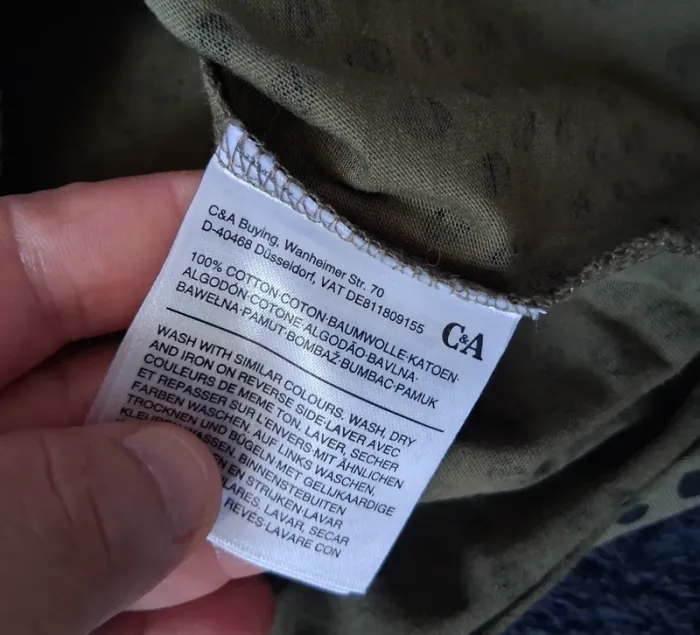 C&A Buying, Wanheimer Str. 70
D-40468 Düsseldorf, VAT DE811809155
C&A
100% COTTON·COTON·BAUMWOLLE·KATOEN·
ALGODÓN·COTONE·ALGODÃO·BAVLNA·
BAWEŁNA·PAMUT·BOMBAŽ·BUMBAC·PAMUK
WASH WITH SIMILAR COLOURS. WASH, DRY
AND IRON ON REVERSE SIDE·LAVER AVEC
COULEURS DE MEME TON. LAVER, SECHER
ET REPASSER SUR L'ENVERS·MIT ÄHNLICHEN
FARBEN WASCHEN. AUF LINKS WASCHEN,
TROCKNEN UND BÜGELN·MET GELIJKAARDIGE
WASSEN. BINNENSTEBUITEN
EN STRIJKEN·LAVAR
LAVAR, SECAR
REVÉS·LAVARE CON